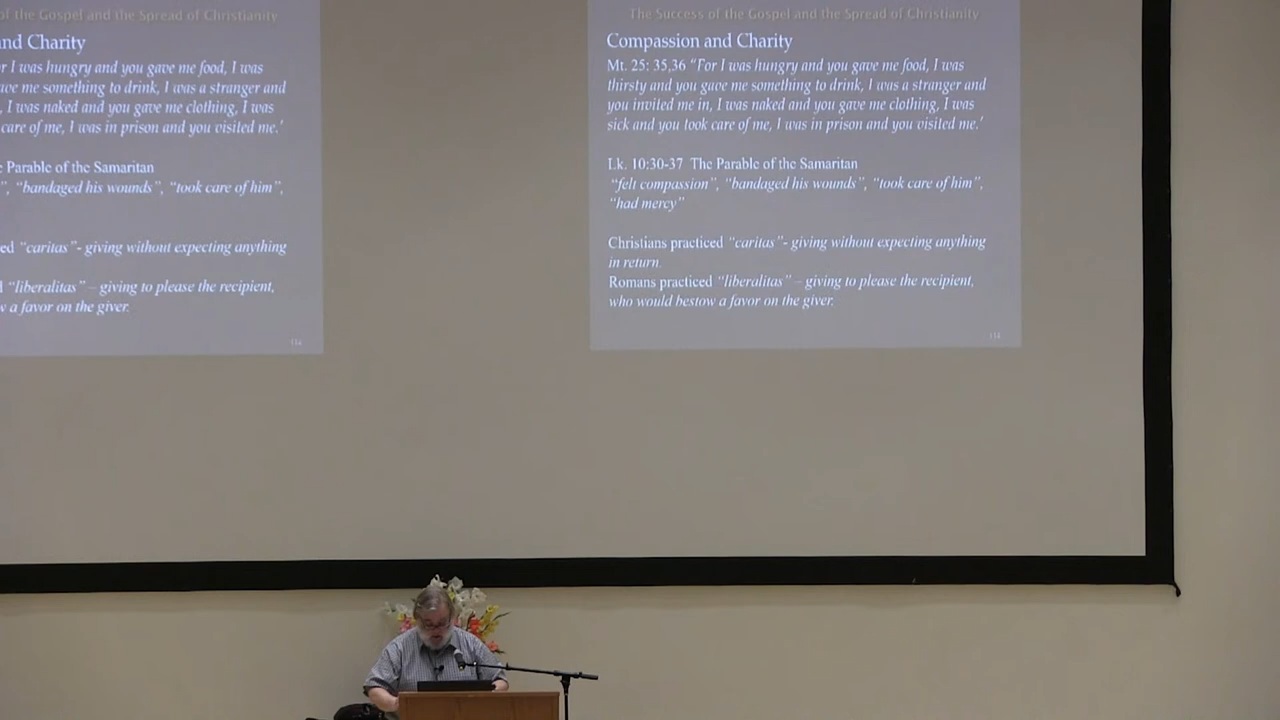 of the Gospel and the Spread of Christianity
and Charity
I was hungry and you gave me food, I was
me something to drink, I was a stranger and
, I was naked and you gave me clothing, I was
care of me, I was in prison and you visited me.'
Parable of the Samaritan
", "bandaged his wounds", "took care of him",
"caritas"- giving without expecting anything
"liberalitas" – giving to please the recipient,
a favor on the giver.
The Success of the Gospel and the Spread of Christianity
Compassion and Charity
Mt. 25: 35,36 "For I was hungry and you gave me food, I was
thirsty and you gave me something to drink, I was a stranger and
you invited me in, I was naked and you gave me clothing, I was
sick and you took care of me, I was in prison and you visited me.'
Lk. 10:30-37 The Parable of the Samaritan
"felt compassion", "bandaged his wounds", "took care of him",
"had mercy"
Christians practiced "caritas"- giving without expecting anything
in return.
Romans practiced "liberalitas" – giving to please the recipient,
who would bestow a favor on the giver.